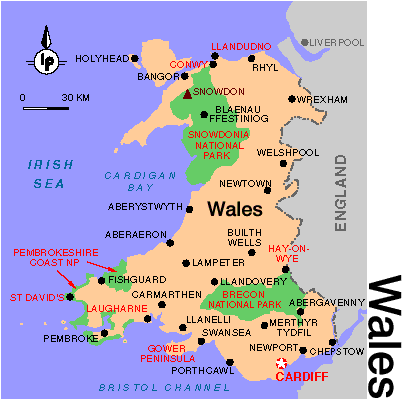 LLANDUDNO
LIVERPOOL
HOLYHEAD
CONWY
RHYL
BANGOR
lp
SNOWDON
WREXHAM
0 30 KM
BLAENAU
FFESTINIOG
SNOWDONIA
NATIONAL
PARK
WELSHPOOL
IRISH
SEA
CARDIGAN
BAY
NEWTOWN
ENGLAND
ABERYSTWYTH
Wales
ABERAERON
BUILTH
WELLS
HAY-ON-
WYE
PEMBROKESHIRE
COAST NP
LAMPETER
FISHGUARD
LLANDOVERY
ST DAVID'S
CARMARTHEN
BRECON
NATIONAL PARK
ABERGAVENNY
LAUGHARNE
LLANELLI
MERTHYR
TYDFIL
SWANSEA
PEMBROKE
GOWER
PENINSULA
NEWPORT
CHEPSTOW
PORTHCAWL
CARDIFF
BRISTOL CHANNEL
Wales